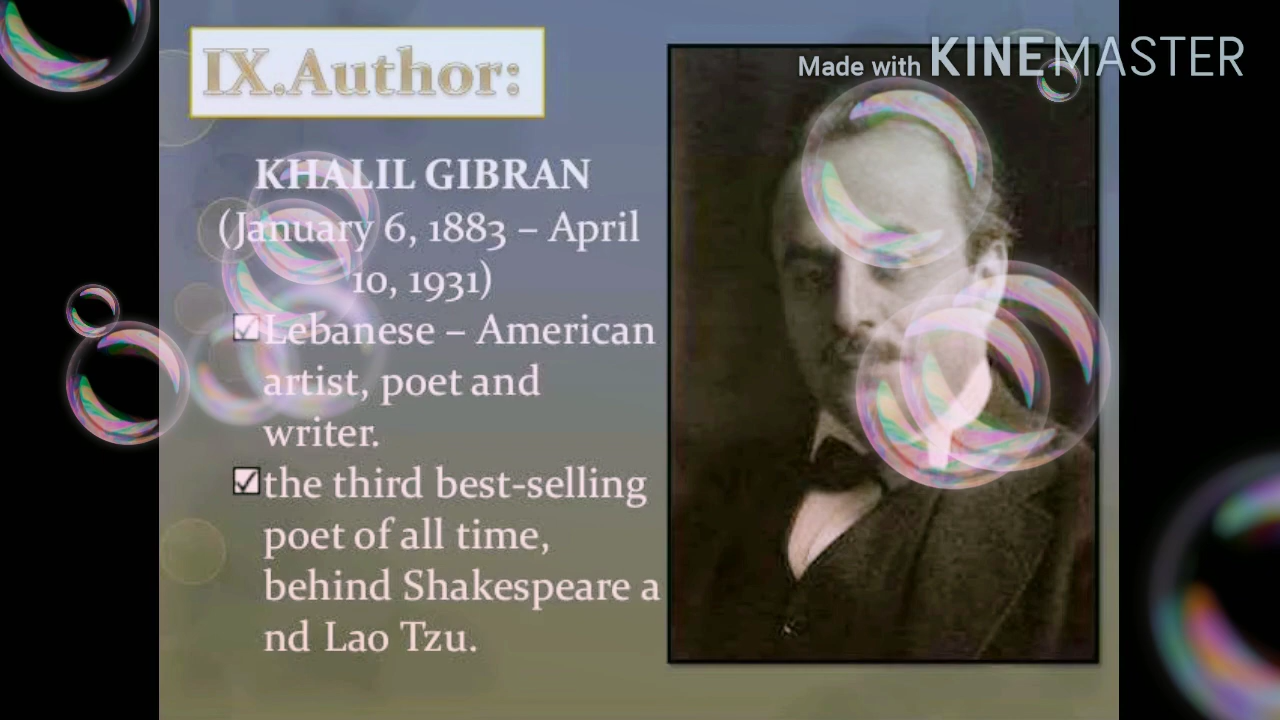 Made with KINEMASTER
IX.Author:
KHALIL GIBRAN
(January 6, 1883 – April
10, 1931)
Lebanese – American
artist, poet and
writer.
the third best-selling
poet of all time,
behind Shakespeare a
nd Lao Tzu.